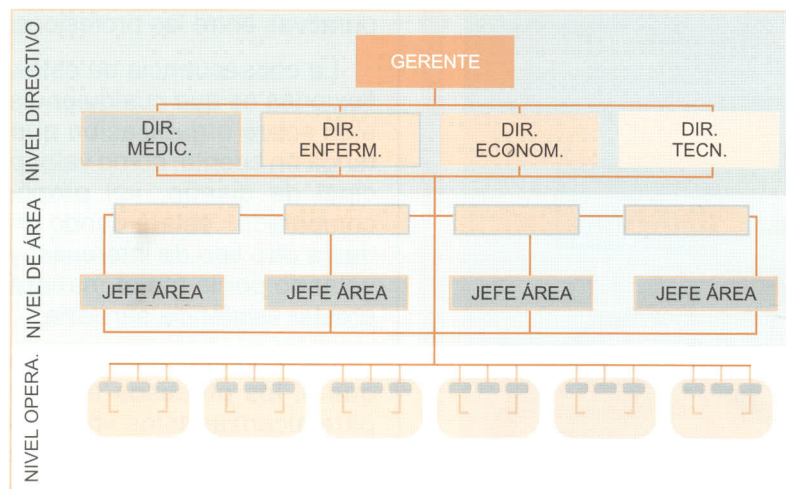 NIVEL DIRECTIVO
GERENTE
DIR.
MÉDIC.
DIR.
ENFERM.
DIR.
ECONOM.
DIR.
TECN.
NIVEL DE ÁREA
JEFE ÁREA
JEFE ÁREA
JEFE ÁREA
JEFE ÁREA
NIVEL OPERA.